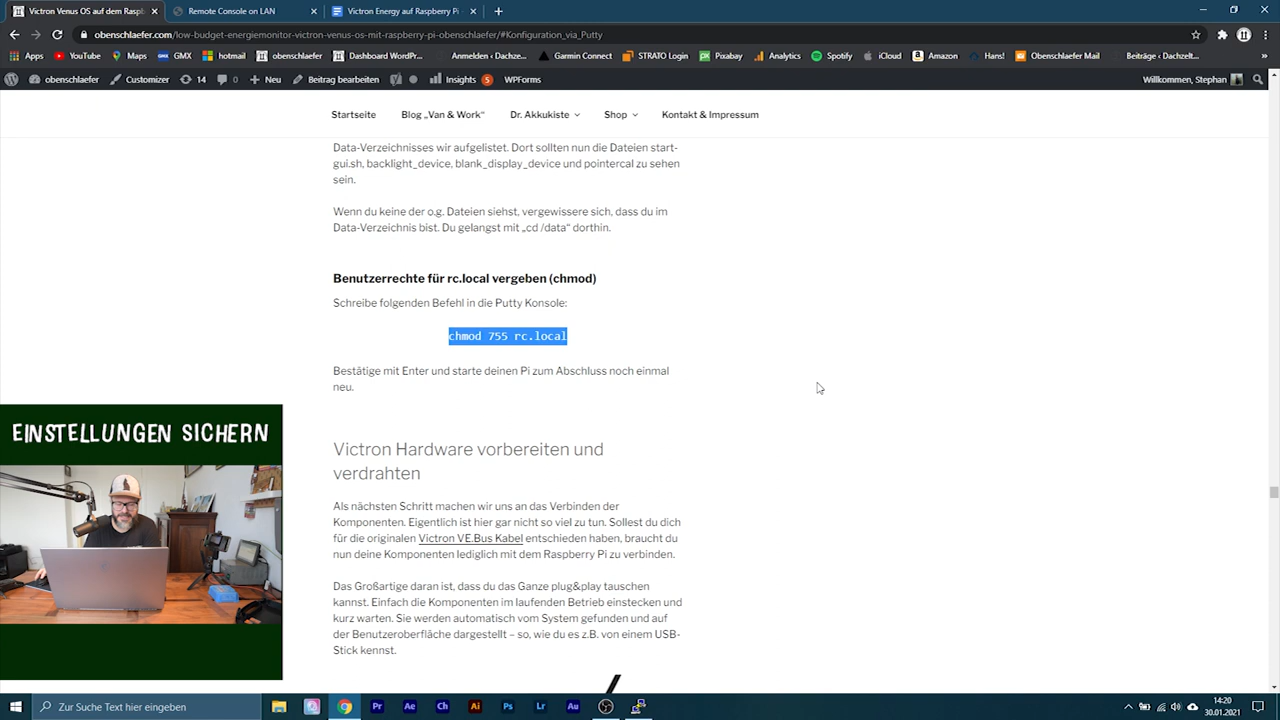 Victron Venus OS auf dem Raspb
Remote Console on LAN
Victron Energy auf Raspberry Pi
obenschlaefer.com/low-budget-energiemonitor-victron-venus-os-mit-raspberry-pi-obenschlaefer/#Konfiguration_via_Putty
Apps YouTube Maps GMX hotmail obenschlaefer Dashboard WordPr... Anmelden ‹ Dachze... Garmin Connect STRATO Login Pixabay Analytics Spotify iCloud Amazon Hans! Obenschlaefer Mail Beiträge ‹ Dachzelt...
obenschlaefer Customizer 14 0 Neu Beitrag bearbeiten Insights 5 WPForms Willkommen, Stephan
Startseite Blog „Van & Work“ Dr. Akkukiste Shop Kontakt & Impressum
Data-Verzeichnisses wir aufgelistet. Dort sollten nun die Dateien start-
gui.sh, backlight_device, blank_display_device und pointercal zu sehen
sein.
Wenn du keine der o.g. Dateien siehst, vergewissere sich, dass du im
Data-Verzeichnis bist. Du gelangst mit „cd /data“ dorthin.
Benutzerrechte für rc.local vergeben (chmod)
Schreibe folgenden Befehl in die Putty Konsole:
chmod 755 rc.local
Bestätige mit Enter und starte deinen Pi zum Abschluss noch einmal
neu.
EINSTELLUNGEN SICHERN
Victron Hardware vorbereiten und
verdrahten
Als nächsten Schritt machen wir uns an das Verbinden der
Komponenten. Eigentlich ist hier gar nicht so viel zu tun. Sollest du dich
für die originalen Victron VE.Bus Kabel entschieden haben, braucht du
nun deine Komponenten lediglich mit dem Raspberry Pi zu verbinden.
Das Großartige daran ist, dass du das Ganze plug&play tauschen
kannst. Einfach die Komponenten im laufenden Betrieb einstecken und
kurz warten. Sie werden automatisch vom System gefunden und auf
der Benutzeroberfläche dargestellt – so, wie du es z.B. von einem USB-
Stick kennst.
Zur Suche Text hier eingeben
Pr Ae Ch Ai Ps Lr Au
14:20
30.01.2021